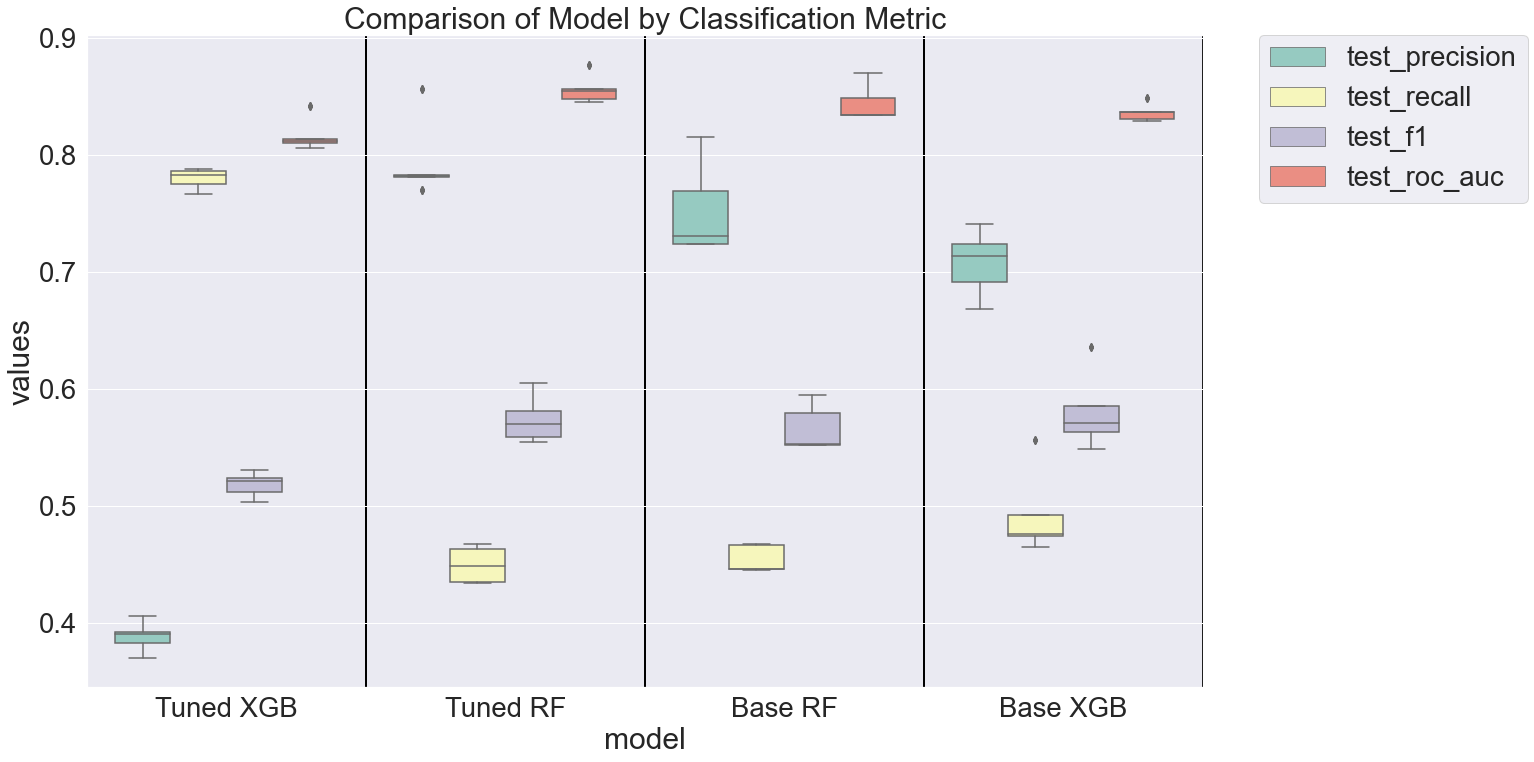 Comparison of Model by Classification Metric
values
0.9
0.8
0.7
0.6
0.5
0.4
Tuned XGB
Tuned RF
Base RF
Base XGB
model
test_precision
test_recall
test_f1
test_roc_auc